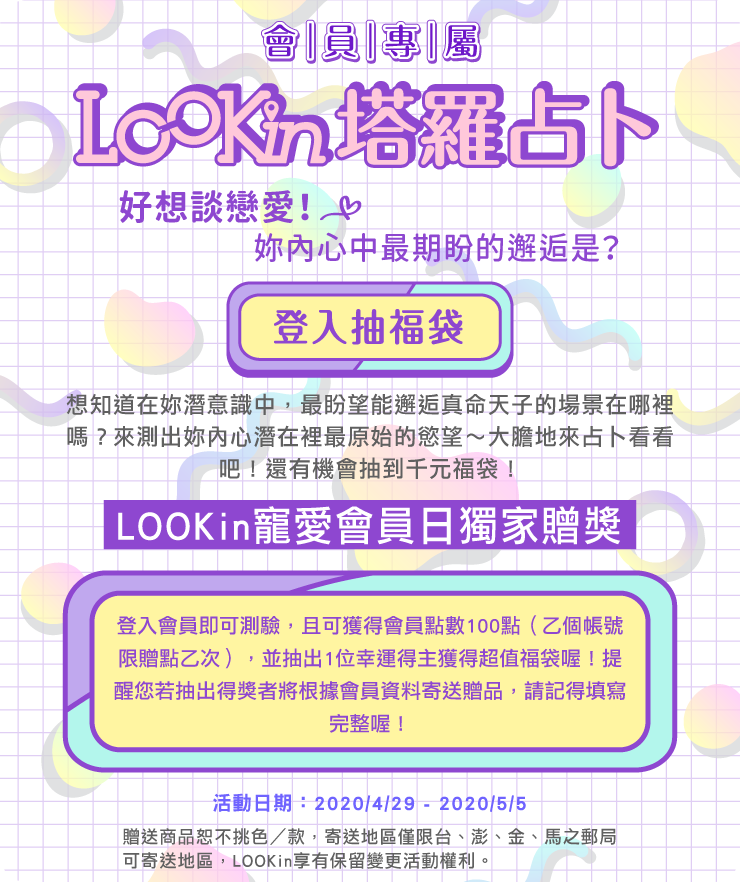 會|員|專|屬
LOOKin塔羅占卜
好想談戀愛!
妳內心中最期盼的邂逅是?
登入抽福袋
想知道在妳潛意識中，最盼望能邂逅真命天子的場景在哪裡
嗎？來測出妳內心潛在裡最原始的慾望～大膽地來占卜看看
吧！還有機會抽到千元福袋！
LOOKin寵愛會員日獨家贈獎
登入會員即可測驗，且可獲得會員點數100點（乙個帳號
限贈點乙次），並抽出1位幸運得主獲得超值福袋喔！提
醒您若抽出得獎者將根據會員資料寄送贈品，請記得填寫
完整喔！
活動日期：2020/4/29 - 2020/5/5
贈送商品恕不挑色／款，寄送地區僅限台、澎、金、馬之郵局
可寄送地區，LOOKin享有保留變更活動權利。